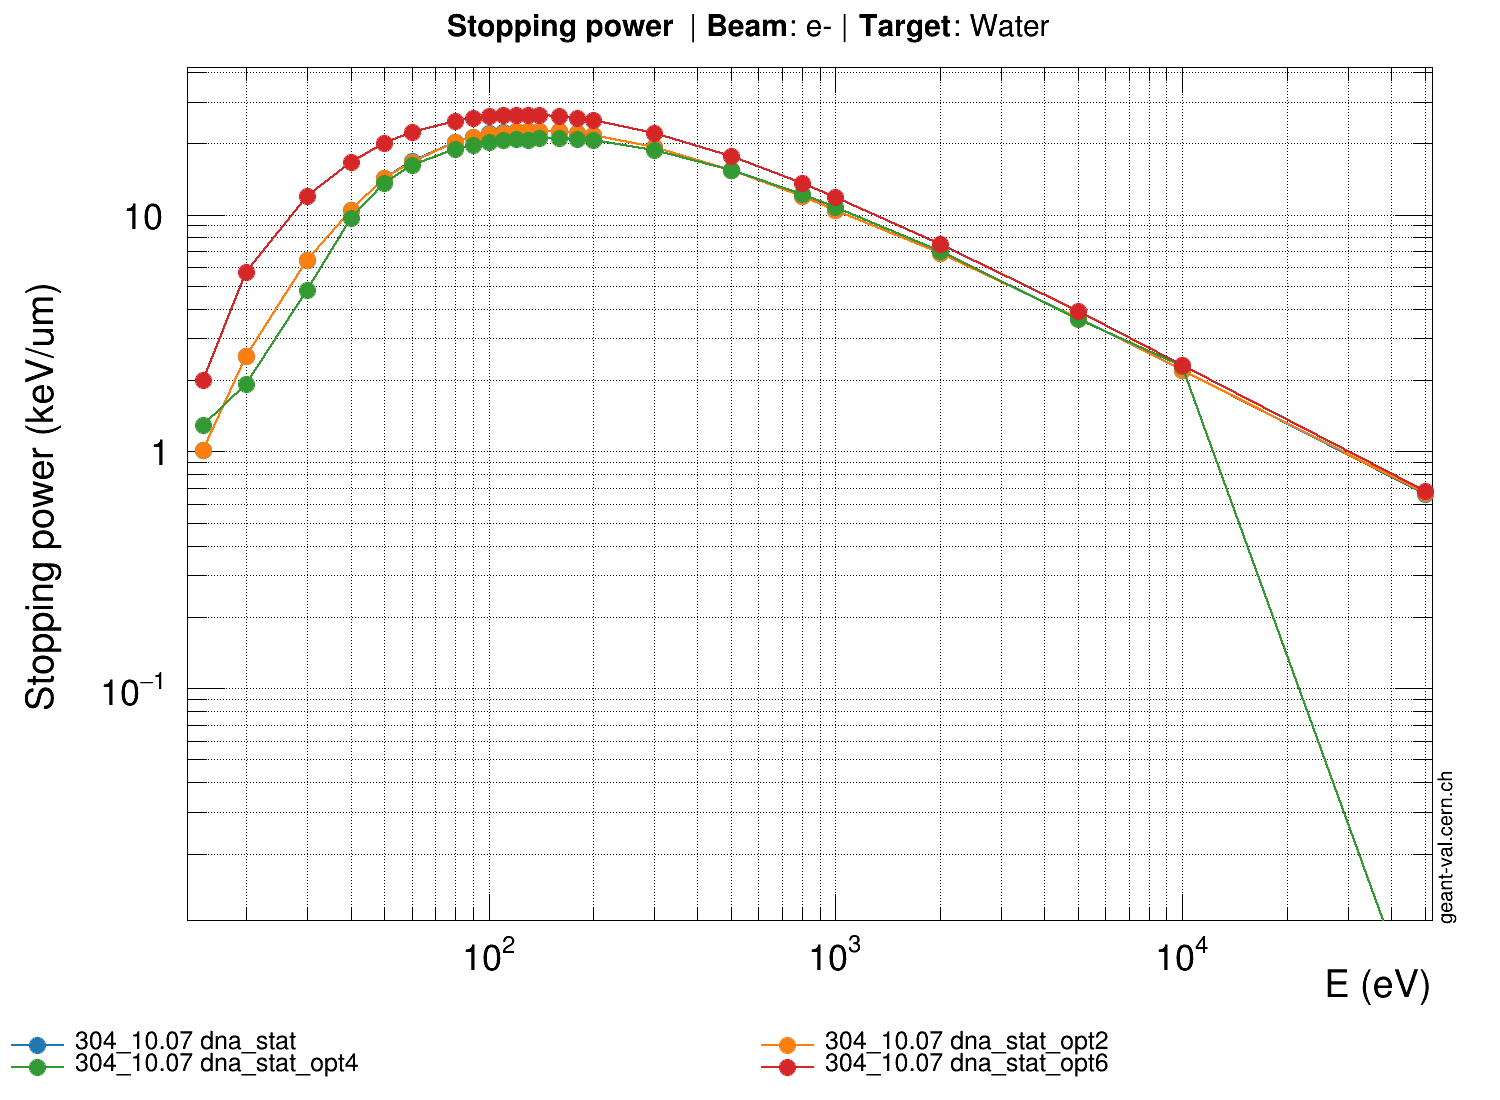 Stopping power | Beam: e- | Target: Water
Stopping power (keV/um)
10
1
10⁻¹
10²
10³
10⁴
E (eV)
geant-val.cern.ch
304_10.07 dna_stat
304_10.07 dna_stat_opt2
304_10.07 dna_stat_opt4
304_10.07 dna_stat_opt6